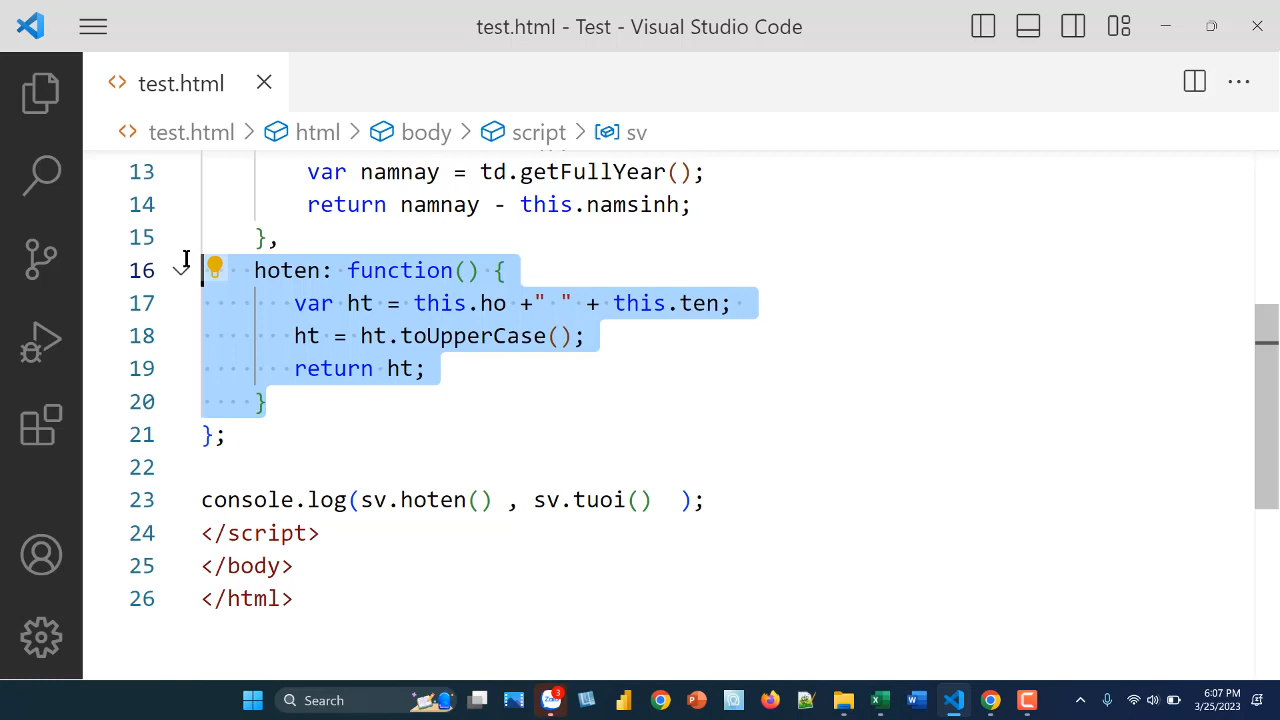 test.html - Test - Visual Studio Code
test.html
test.html > html > body > script > sv
13 var namnay = td.getFullYear();
14 return namnay - this.namsinh;
15 },
16 hoten: function() {
17 var ht = this.ho +" " + this.ten;
18 ht = ht.toUpperCase();
19 return ht;
20 }
21 };
22
23 console.log(sv.hoten() , sv.tuoi()  );
24 </script>
25 </body>
26 </html>
Search
3
6:07 PM
3/25/2023